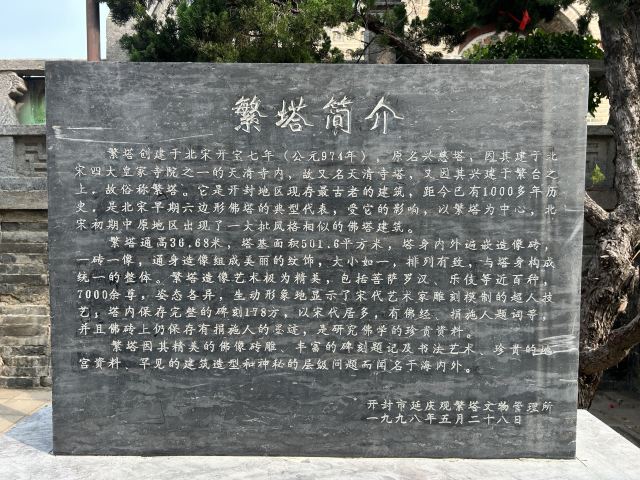 繁塔简介
繁塔创建于北宋开宝七年（公元974年），原名兴慈塔，因其建于北
宋四大皇家寺院之一的天清寺内，故又名天清寺塔，又因其兴建于繁台之
上，故俗称繁塔。它是开封地区现存最古老的建筑，距今已有1000多年历
史，是北宋早期六边形佛塔的典型代表，受它的影响，以繁塔为中心，北
宋初期中原地区出现了一大批风格相似的佛塔建筑。
繁塔通高36.68米，塔基面积501.6平方米，塔身内外遍嵌造像砖，
一砖一像，通身造像组成美丽的纹饰，大小如一，排列有致，与塔身构成
统一的整体。繁塔造像艺术极为精美，包括菩萨罗汉、乐伎等近百种，
7000余尊，姿态各异，生动形象地显示了宋代艺术家雕刻模制的超人技
艺；塔内保存完整的碑刻178方，以宋代居多，有佛经、捐施人题词等，
并且佛砖上仍保存有捐施人的墨迹，是研究佛学的珍贵资料。
繁塔因其精美的佛像砖雕、丰富的碑刻题记及书法艺术、珍贵的地
宫资料、罕见的建筑造型和神秘的层级问题而闻名于海内外。
开封市延庆观繁塔文物管理所
一九九八年五月二十八日